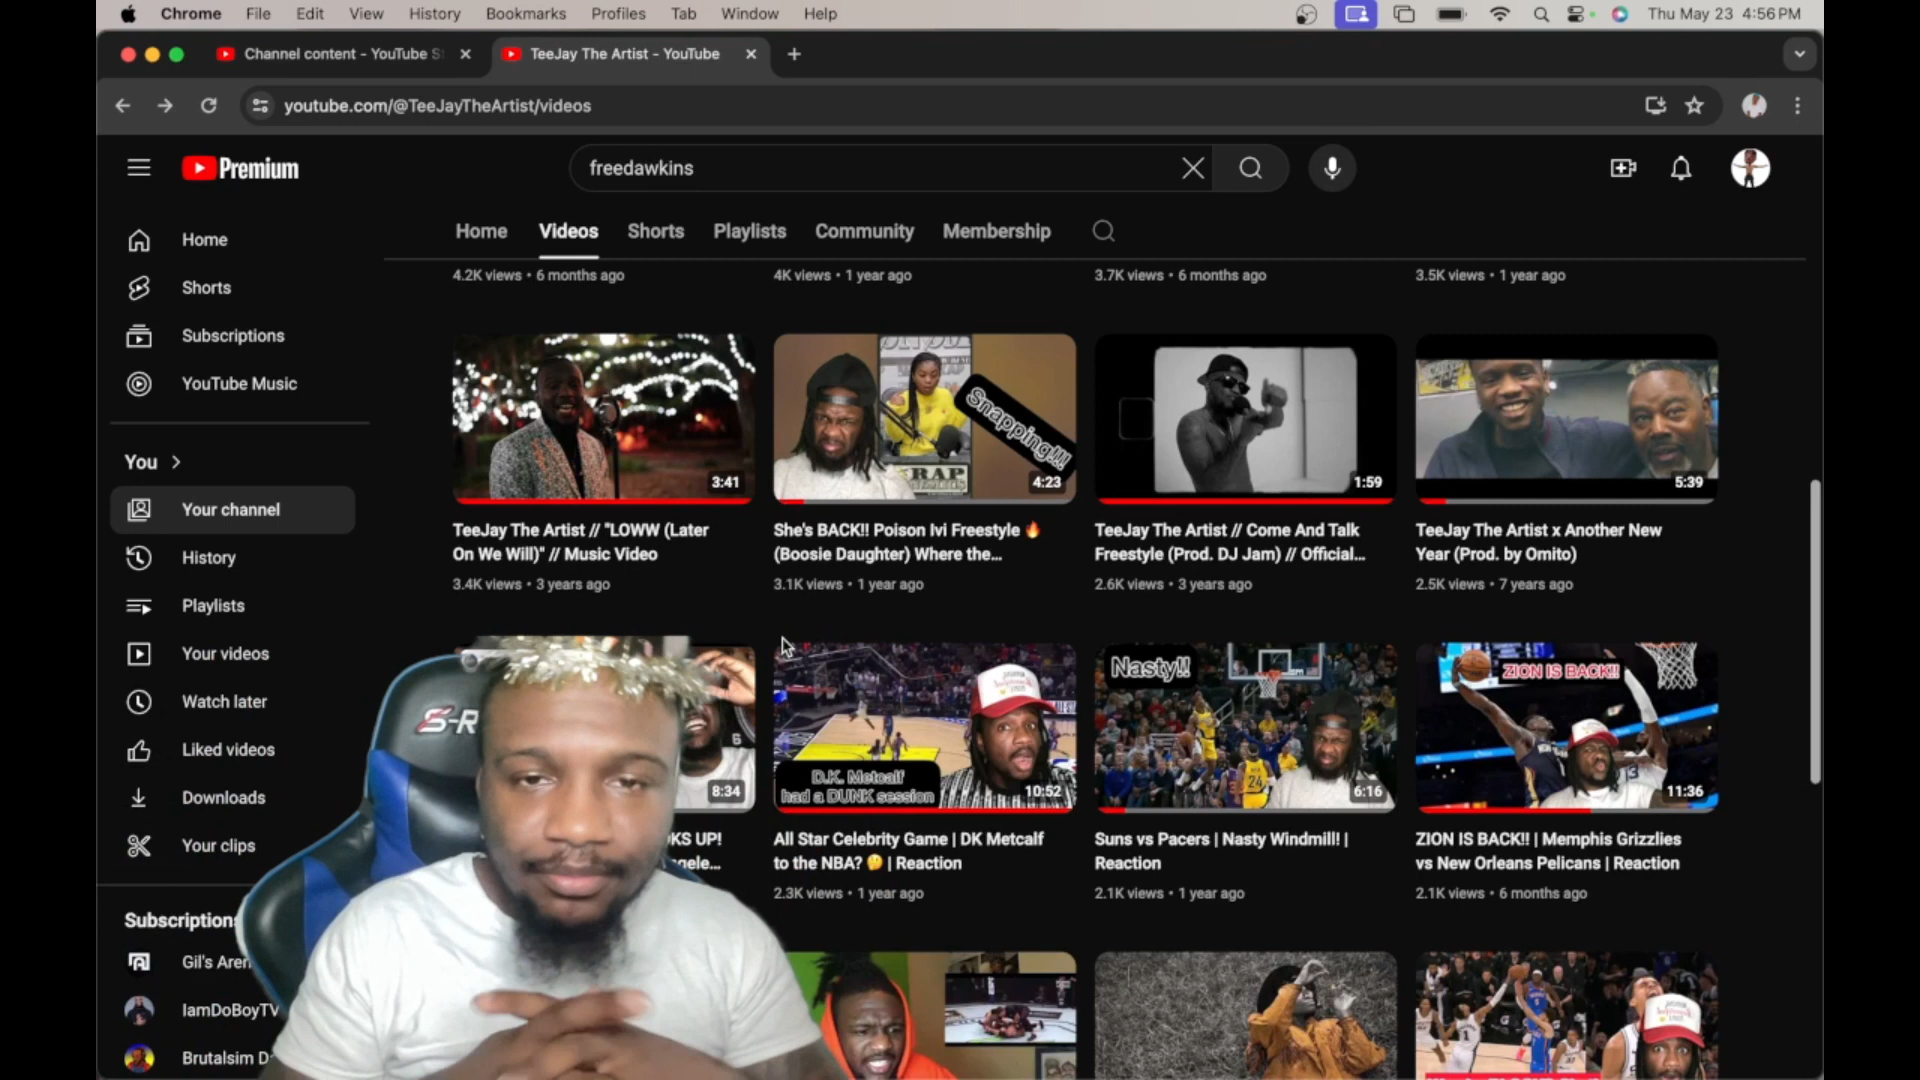 Chrome File Edit View History Bookmarks Profiles Tab Window Help Thu May 23 4:56 PM
Channel content - YouTube S TeeJay The Artist - YouTube
youtube.com/@TeeJayTheArtist/videos
Premium
freedawkins
Home Videos Shorts Playlists Community Membership
4.2K views • 6 months ago
4K views • 1 year ago
3.7K views • 6 months ago
3.5K views • 1 year ago
Home
Shorts
Subscriptions
YouTube Music
You
Your channel
History
Playlists
Your videos
Watch later
Liked videos
Downloads
Your clips
Subscriptions
Gil's Aren
IamDoBoyTV
Brutalsim D
3:41
TeeJay The Artist // "LOWW (Later
On We Will)" // Music Video
3.4K views • 3 years ago
Snapping!!!
RAP
4:23
She's BACK!! Poison Ivi Freestyle 🔥
(Boosie Daughter) Where the...
3.1K views • 1 year ago
1:59
TeeJay The Artist // Come And Talk
Freestyle (Prod. DJ Jam) // Official...
2.6K views • 3 years ago
5:39
TeeJay The Artist x Another New
Year (Prod. by Omito)
2.5K views • 7 years ago
S-R
8:34
KS UP!
ngele...
D.K. Metcalf
had a DUNK session
10:52
All Star Celebrity Game | DK Metcalf
to the NBA? 🤔 | Reaction
2.3K views • 1 year ago
Nasty!!
24
6:16
Suns vs Pacers | Nasty Windmill! |
Reaction
2.1K views • 1 year ago
ZION IS BACK!!
11:36
ZION IS BACK!! | Memphis Grizzlies
vs New Orleans Pelicans | Reaction
2.1K views • 6 months ago